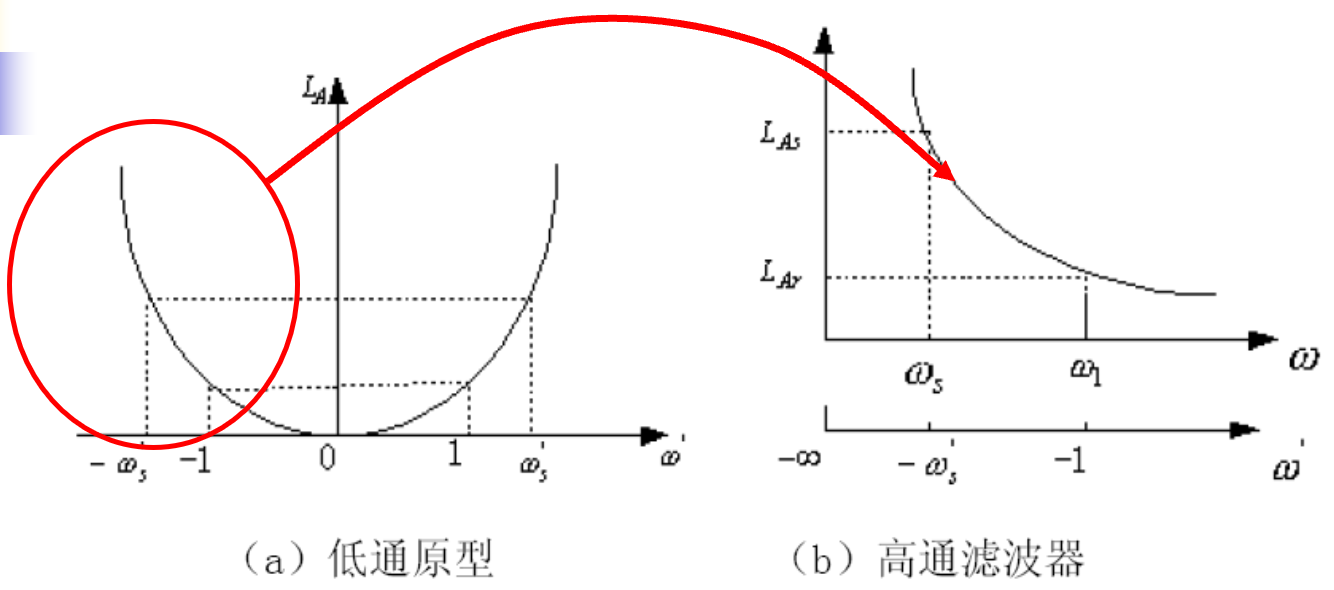 L_A
-ω_s' -1 0 1 ω_s' ω'
(a) 低通原型
L_As
L_Ar
ω_s ω_1 ω
-∞ -ω_s' -1 ω'
(b) 高通滤波器